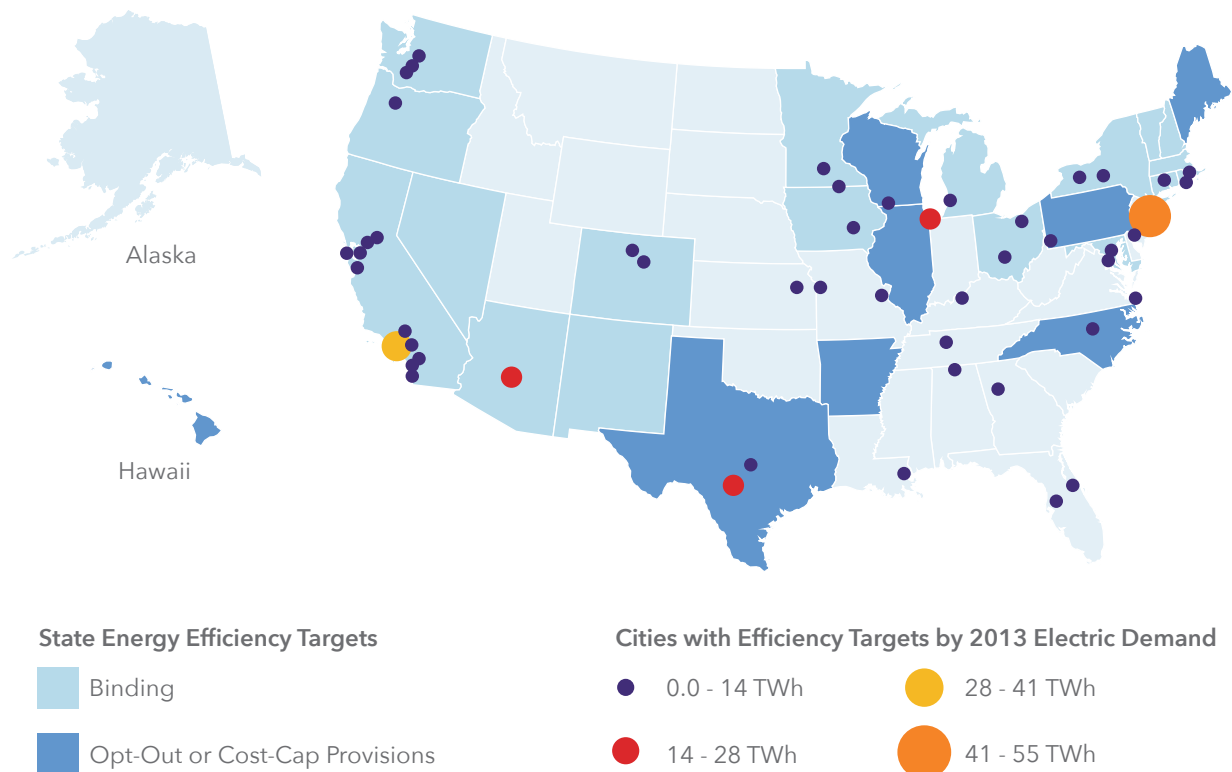 Alaska
Hawaii
State Energy Efficiency Targets
Binding
Opt-Out or Cost-Cap Provisions
Cities with Efficiency Targets by 2013 Electric Demand
0.0 - 14 TWh
28 - 41 TWh
14 - 28 TWh
41 - 55 TWh